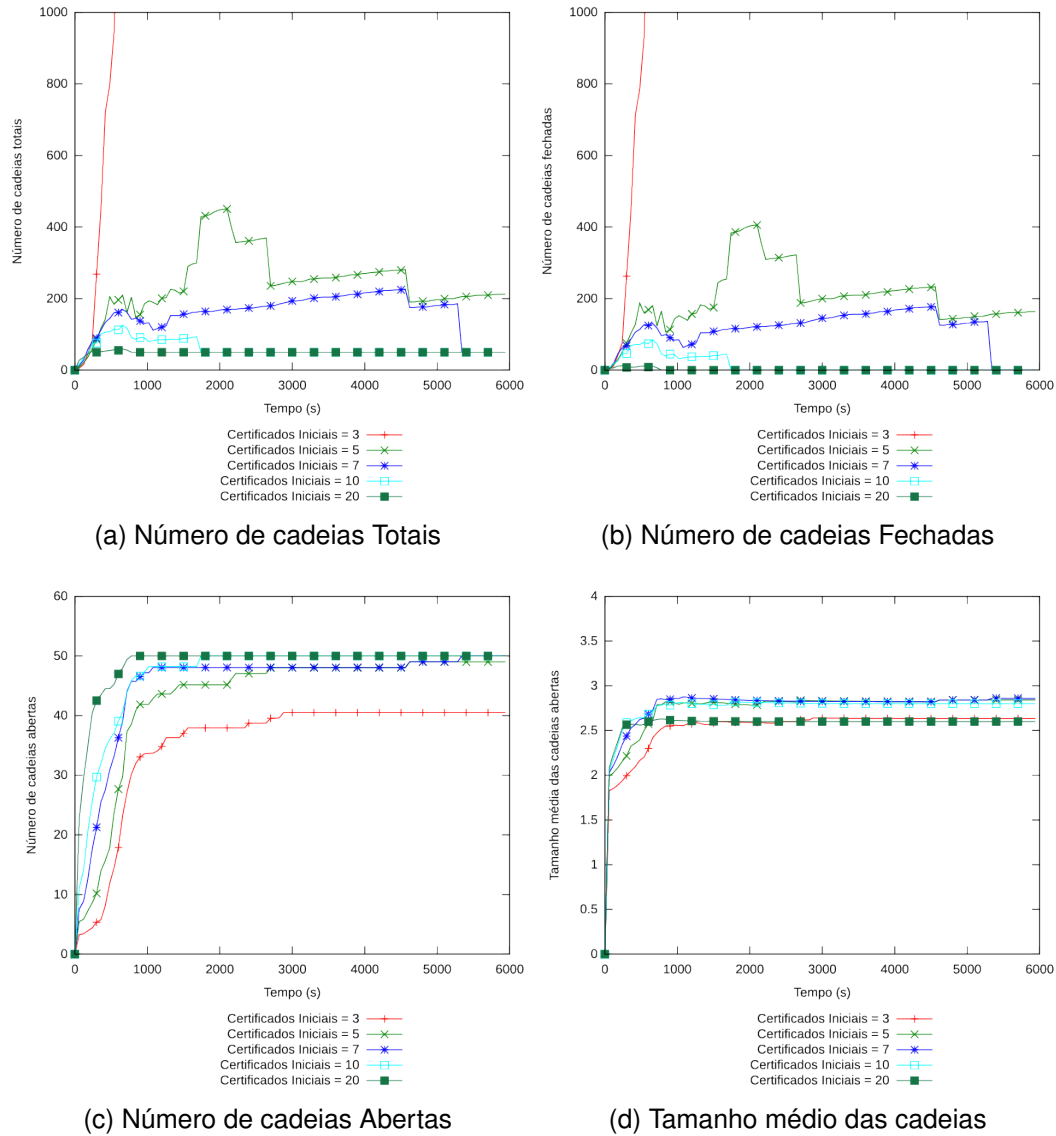 1000
800
600
400
200
0
Número de cadeias totais
0 1000 2000 3000 4000 5000 6000
Tempo (s)
Certificados Iniciais = 3
Certificados Iniciais = 5
Certificados Iniciais = 7
Certificados Iniciais = 10
Certificados Iniciais = 20
(a) Número de cadeias Totais
1000
800
600
400
200
0
Número de cadeias fechadas
0 1000 2000 3000 4000 5000 6000
Tempo (s)
Certificados Iniciais = 3
Certificados Iniciais = 5
Certificados Iniciais = 7
Certificados Iniciais = 10
Certificados Iniciais = 20
(b) Número de cadeias Fechadas
60
50
40
30
20
10
0
Número de cadeias abertas
0 1000 2000 3000 4000 5000 6000
Tempo (s)
Certificados Iniciais = 3
Certificados Iniciais = 5
Certificados Iniciais = 7
Certificados Iniciais = 10
Certificados Iniciais = 20
(c) Número de cadeias Abertas
4
3.5
3
2.5
2
1.5
1
0.5
0
Tamanho média das cadeias abertas
0 1000 2000 3000 4000 5000 6000
Tempo (s)
Certificados Iniciais = 3
Certificados Iniciais = 5
Certificados Iniciais = 7
Certificados Iniciais = 10
Certificados Iniciais = 20
(d) Tamanho médio das cadeias